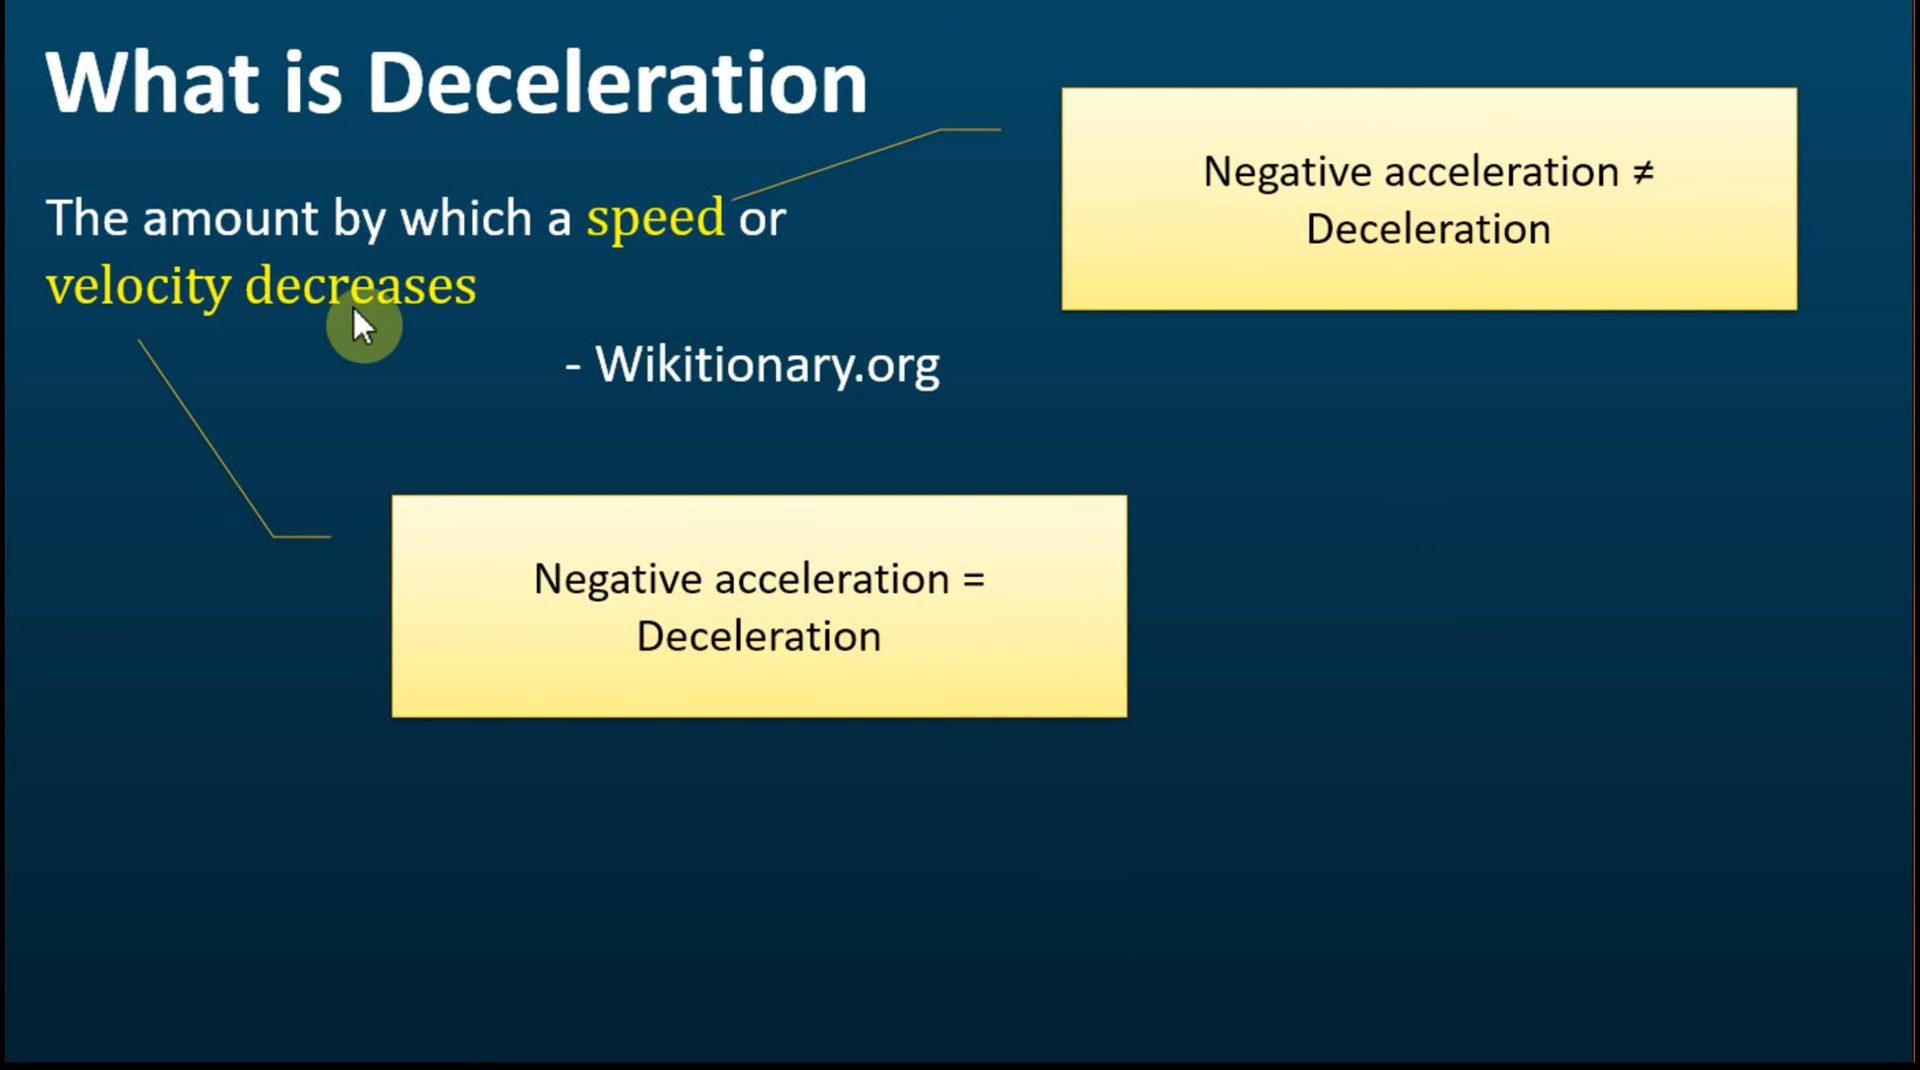 What is Deceleration
The amount by which a speed or
velocity decreases
- Wikitionary.org
Negative acceleration ≠
Deceleration
Negative acceleration =
Deceleration